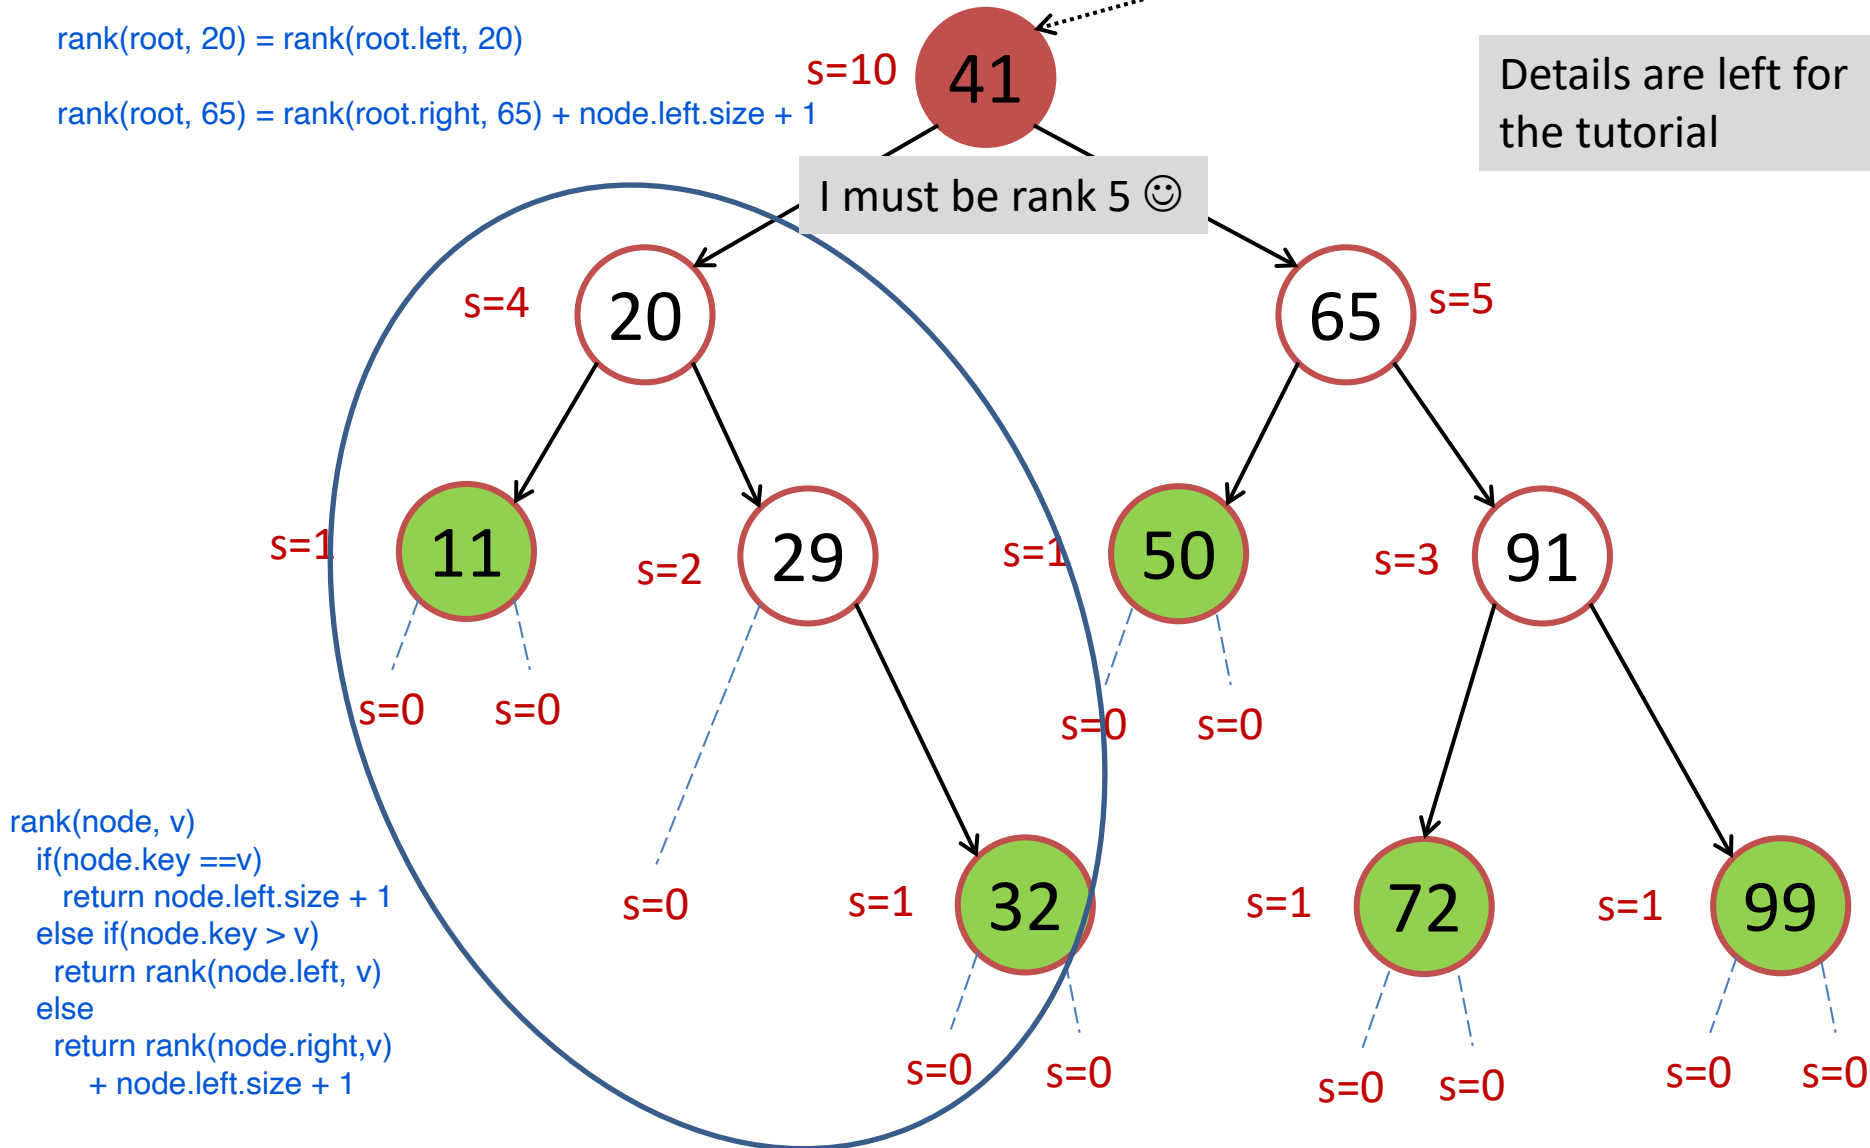 rank(root, 20) = rank(root.left, 20)
rank(root, 65) = rank(root.right, 65) + node.left.size + 1
s=10
41
Details are left for
the tutorial
I must be rank 5 ☺
s=4
20
65
s=5
s=1
11
s=2
29
s=1
50
s=3
91
s=0
s=0
s=0
s=0
rank(node, v)
if(node.key ==v)
return node.left.size + 1
else if(node.key > v)
return rank(node.left, v)
else
return rank(node.right,v)
+ node.left.size + 1
s=0
s=1
32
s=1
72
s=1
99
s=0
s=0
s=0
s=0
s=0
s=0